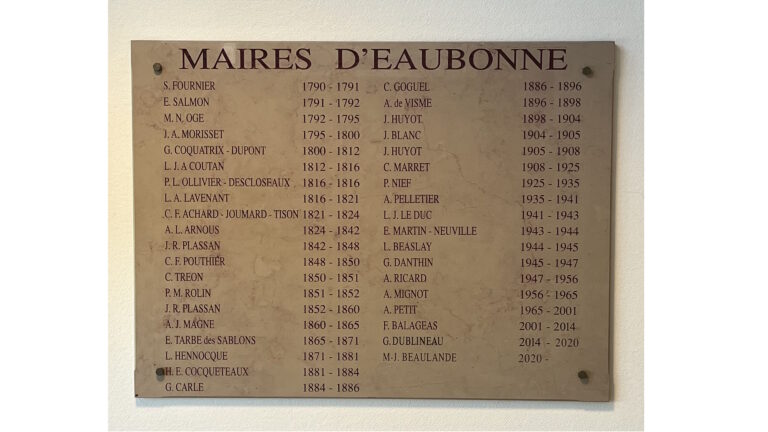 MAIRES D'EAUBONNE
S. FOURNIER 1790 - 1791
E. SALMON 1791 - 1792
M. N. OGE 1792 - 1795
J. A. MORISSET 1795 - 1800
G. COQUATRIX - DUPONT 1800 - 1812
L. J. A COUTAN 1812 - 1816
P. L. OLLIVIER - DESCLOSEAUX 1816 - 1816
L. A. LAVENANT 1816 - 1821
C. F. ACHARD - JOUMARD - TISON 1821 - 1824
A. L. ARNOUS 1824 - 1842
J. R. PLASSAN 1842 - 1848
C. F. POUTHIÉR 1848 - 1850
C. TREON 1850 - 1851
P. M. ROLIN 1851 - 1852
J. R. PLASSAN 1852 - 1860
A. J. MAGNE 1860 - 1865
E. TARBE des SABLONS 1865 - 1871
L. HENNOCQUE 1871 - 1881
H. E. COCQUETEAUX 1881 - 1884
G. CARLE 1884 - 1886
C. GOGUEL 1886 - 1896
A. de VISME 1896 - 1898
J. HUYOT 1898 - 1904
J. BLANC 1904 - 1905
J. HUYOT 1905 - 1908
C. MARRET 1908 - 1925
P. NIEF 1925 - 1935
A. PELLETIER 1935 - 1941
L. J. LE DUC 1941 - 1943
E. MARTIN - NEUVILLE 1943 - 1944
L. BEASLAY 1944 - 1945
G. DANTHIN 1945 - 1947
A. RICARD 1947 - 1956
A. MIGNOT 1956 - 1965
A. PETIT 1965 - 2001
F. BALAGEAS 2001 - 2014
G. DUBLINEAU 2014 - 2020
M-J. BEAULANDE 2020 -